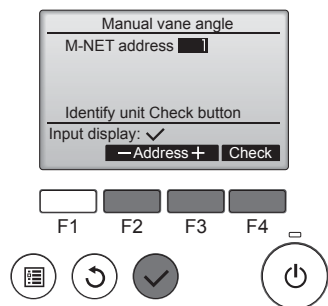 Manual vane angle
M-NET address 1
Identify unit Check button
Input display: ✓
−Address+ Check
F1 F2 F3 F4